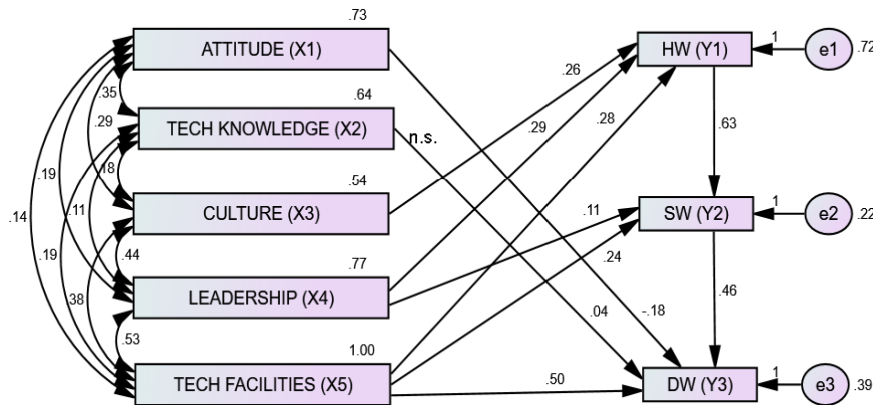 .73
ATTITUDE (X1)
HW (Y1)
1
e1
.72
.26
.35
.64
.29
TECH KNOWLEDGE (X2)
n.s.
.29
.28
.63
.19
.18
.54
.14
.11
CULTURE (X3)
.11
SW (Y2)
1
e2
.22
.19
.44
.77
.24
.38
LEADERSHIP (X4)
.04
-.18
.46
.53
1.00
TECH FACILITIES (X5)
.50
DW (Y3)
1
e3
.39